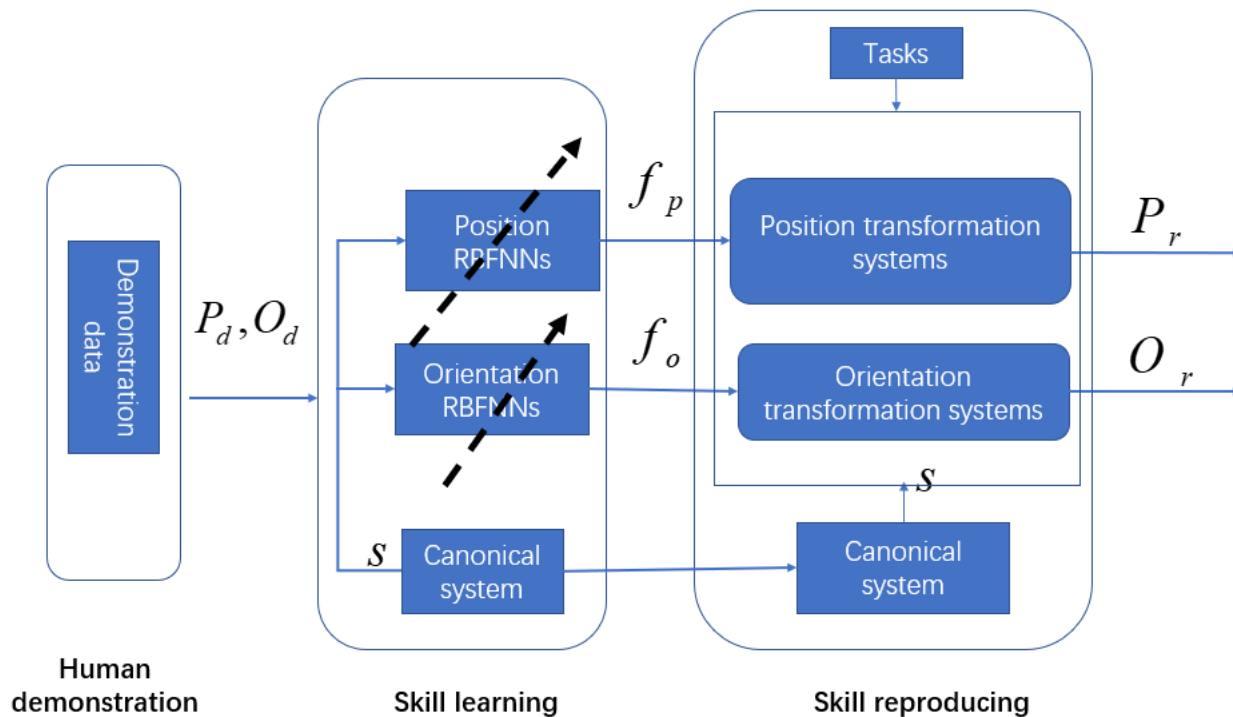 Tasks
Demonstration
data
P_d, O_d
Position
RBFNNs
f_p
Position transformation
systems
P_r
Orientation
RBFNNs
f_o
Orientation
transformation systems
O_r
s
Canonical
system
s
Canonical
system
Human
demonstration
Skill learning
Skill reproducing